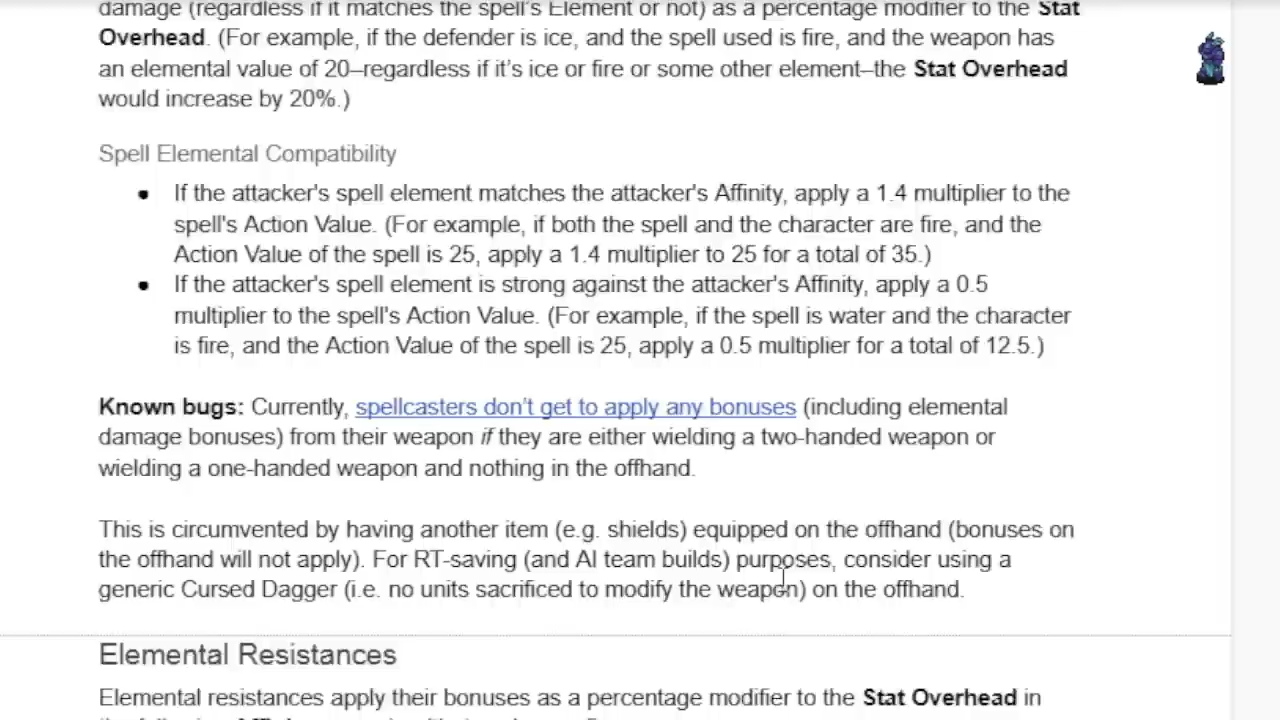 damage (regardless if it matches the spell's Element or not) as a percentage modifier to the Stat
Overhead. (For example, if the defender is ice, and the spell used is fire, and the weapon has
an elemental value of 20–regardless if it's ice or fire or some other element–the Stat Overhead
would increase by 20%.)
Spell Elemental Compatibility
● If the attacker's spell element matches the attacker's Affinity, apply a 1.4 multiplier to the
spell's Action Value. (For example, if both the spell and the character are fire, and the
Action Value of the spell is 25, apply a 1.4 multiplier to 25 for a total of 35.)
● If the attacker's spell element is strong against the attacker's Affinity, apply a 0.5
multiplier to the spell's Action Value. (For example, if the spell is water and the character
is fire, and the Action Value of the spell is 25, apply a 0.5 multiplier for a total of 12.5.)
Known bugs: Currently, spellcasters don't get to apply any bonuses (including elemental
damage bonuses) from their weapon if they are either wielding a two-handed weapon or
wielding a one-handed weapon and nothing in the offhand.
This is circumvented by having another item (e.g. shields) equipped on the offhand (bonuses on
the offhand will not apply). For RT-saving (and AI team builds) purposes, consider using a
generic Cursed Dagger (i.e. no units sacrificed to modify the weapon) on the offhand.
Elemental Resistances
Elemental resistances apply their bonuses as a percentage modifier to the Stat Overhead in